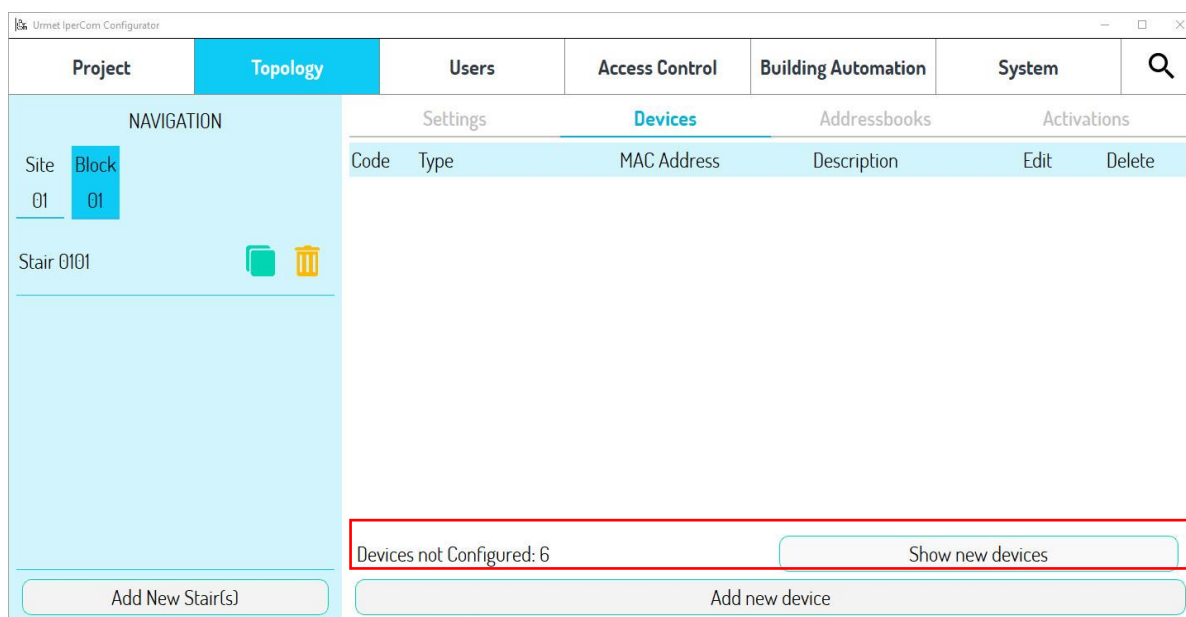 Urmet IperCom Configurator
Project Topology Users Access Control Building Automation System
NAVIGATION
Settings Devices Addressbooks Activations
Code Type MAC Address Description Edit Delete
Site Block
01 01
Stair 0101
Devices not Configured: 6 Show new devices
Add New Stair(s) Add new device